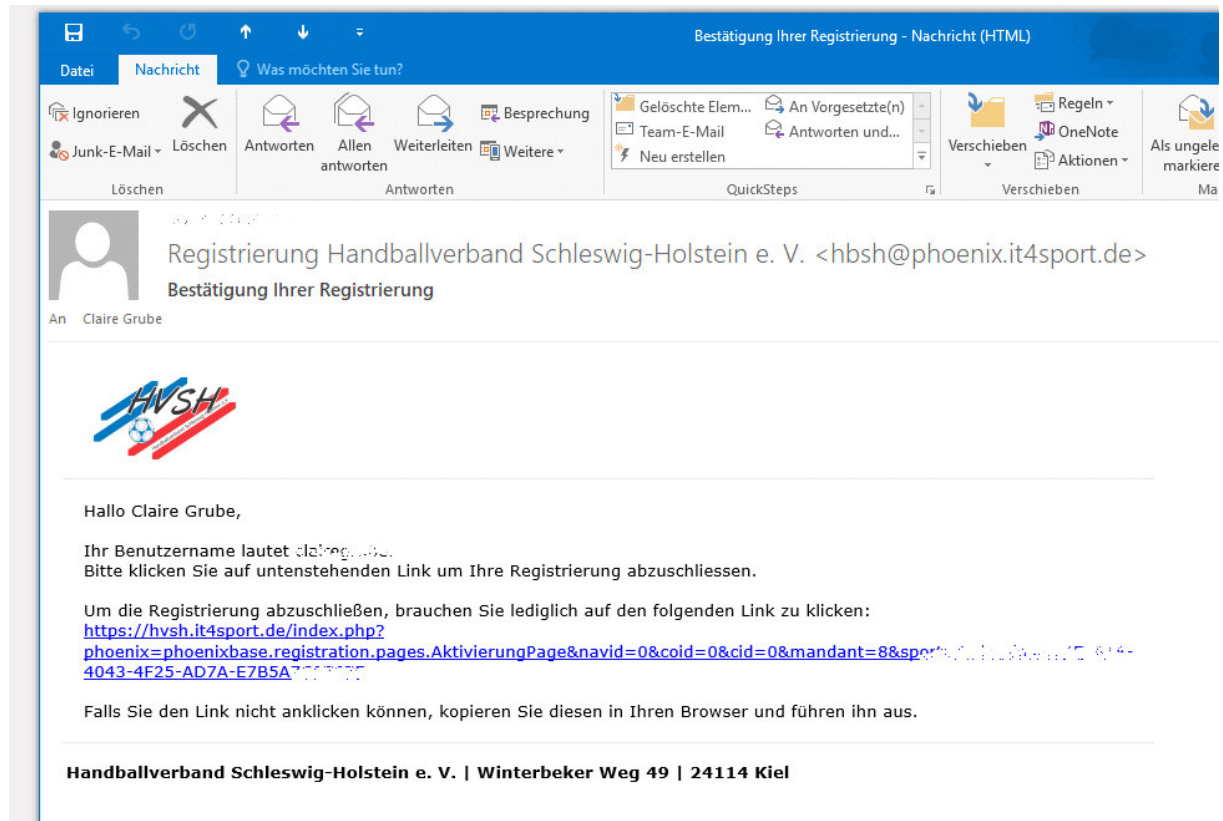 Bestätigung Ihrer Registrierung - Nachricht (HTML)
Datei Nachricht Was möchten Sie tun?
Ignorieren
Junk-E-Mail
Löschen
Antworten
Allen
antworten
Weiterleiten
Besprechung
Weitere
Gelöschte Elem...
Team-E-Mail
Neu erstellen
An Vorgesetzte(n)
Antworten und...
Verschieben
Regeln
OneNote
Aktionen
Als ungele
markiere
Löschen Antworten QuickSteps Verschieben Ma
Registrierung Handballverband Schleswig-Holstein e. V. <hbsh@phoenix.it4sport.de>
Bestätigung Ihrer Registrierung
An Claire Grube
HVSH
Hallo Claire Grube,
Ihr Benutzername lautet
Bitte klicken Sie auf untenstehenden Link um Ihre Registrierung abzuschliessen.
Um die Registrierung abzuschließen, brauchen Sie lediglich auf den folgenden Link zu klicken:
https://hvsh.it4sport.de/index.php?
phoenix=phoenixbase.registration.pages.AktivierungPage&navid=0&coid=0&cid=0&mandant=8&spor
4043-4F25-AD7A-E7B5A
Falls Sie den Link nicht anklicken können, kopieren Sie diesen in Ihren Browser und führen ihn aus.
Handballverband Schleswig-Holstein e. V. | Winterbeker Weg 49 | 24114 Kiel